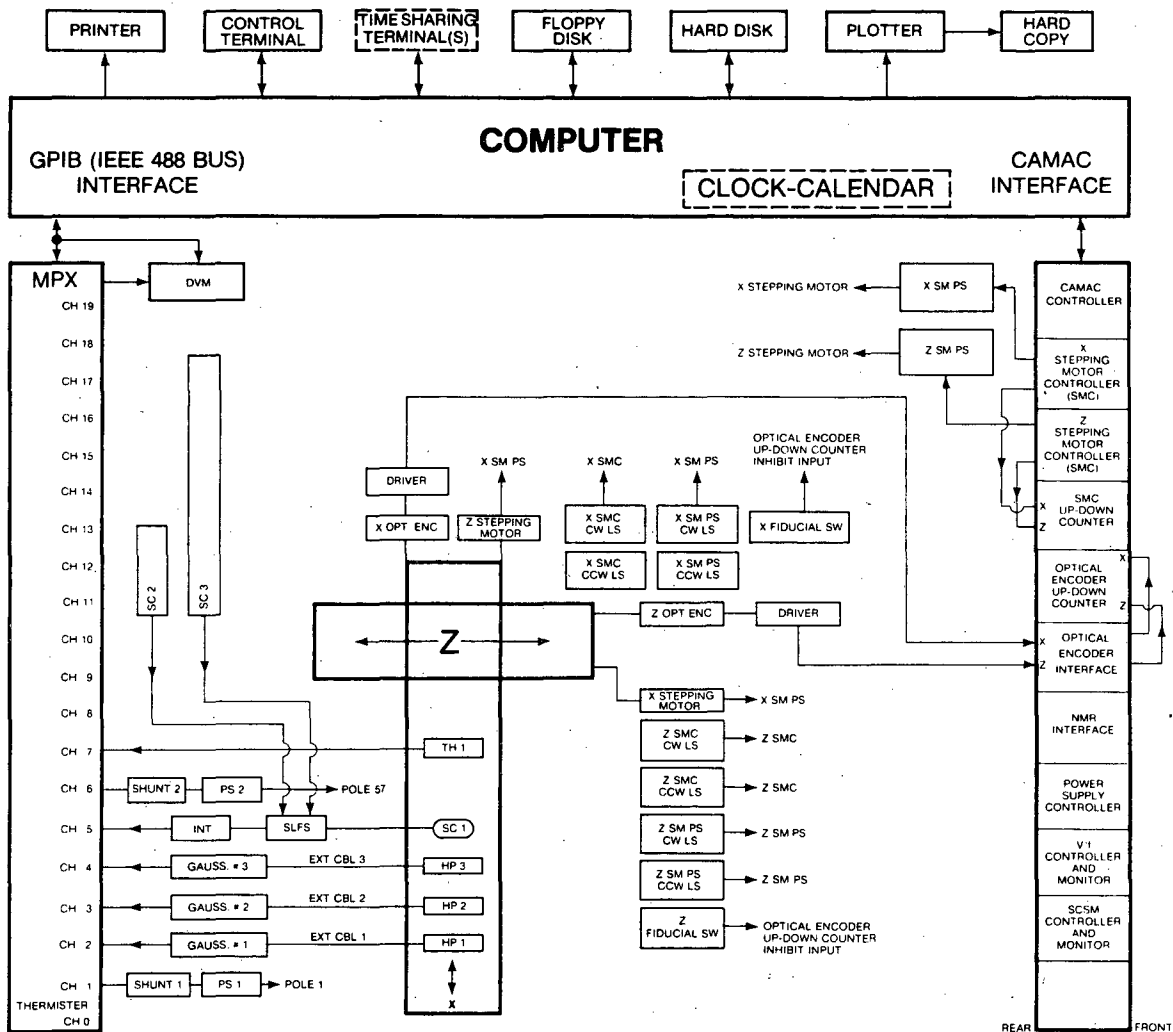 PRINTER
CONTROL
TERMINAL
TIME SHARING
TERMINAL(S)
FLOPPY
DISK
HARD DISK
PLOTTER
HARD
COPY
COMPUTER
GPIB (IEEE 488 BUS)
INTERFACE
CLOCK-CALENDAR
CAMAC
INTERFACE
MPX
DVM
CH 19
CH 18
CH 17
CH 16
CH 15
CH 14
CH 13
CH 12
CH 11
CH 10
CH 9
CH 8
CH 7
CH 6
CH 5
CH 4
CH 3
CH 2
CH 1
THERMISTER
CH 0
SC 2
SC 3
SHUNT 2
PS 2
POLE 57
INT
SLFS
SC 1
GAUSS. # 3
EXT CBL 3
HP 3
GAUSS. # 2
EXT CBL 2
HP 2
GAUSS. # 1
EXT CBL 1
HP 1
SHUNT 1
PS 1
POLE 1
TH 1
X
Z
DRIVER
X OPT ENC
X SM PS
Z STEPPING
MOTOR
X SMC
X SMC
CW LS
X SMC
CCW LS
X SM PS
X SM PS
CW LS
X SM PS
CCW LS
OPTICAL ENCODER
UP-DOWN COUNTER
INHIBIT INPUT
X FIDUCIAL SW
Z OPT ENC
DRIVER
X STEPPING
MOTOR
X SM PS
Z SMC
CW LS
Z SMC
Z SMC
CCW LS
Z SMC
Z SM PS
CW LS
Z SM PS
Z SM PS
CCW LS
Z SM PS
Z
FIDUCIAL SW
OPTICAL ENCODER
UP-DOWN COUNTER
INHIBIT INPUT
X STEPPING MOTOR
X SM PS
Z STEPPING MOTOR
Z SM PS
CAMAC
CONTROLLER
X
STEPPING
MOTOR
CONTROLLER
(SMC)
Z
STEPPING
MOTOR
CONTROLLER
(SMC)
X
Z
SMC
UP-DOWN
COUNTER
X
OPTICAL
ENCODER
UP-DOWN
COUNTER
Z
X
Z
OPTICAL
ENCODER
INTERFACE
NMR
INTERFACE
POWER
SUPPLY
CONTROLLER
CONTROLLER
AND
MONITOR
SCSM
CONTROLLER
AND
MONITOR
REAR
FRONT